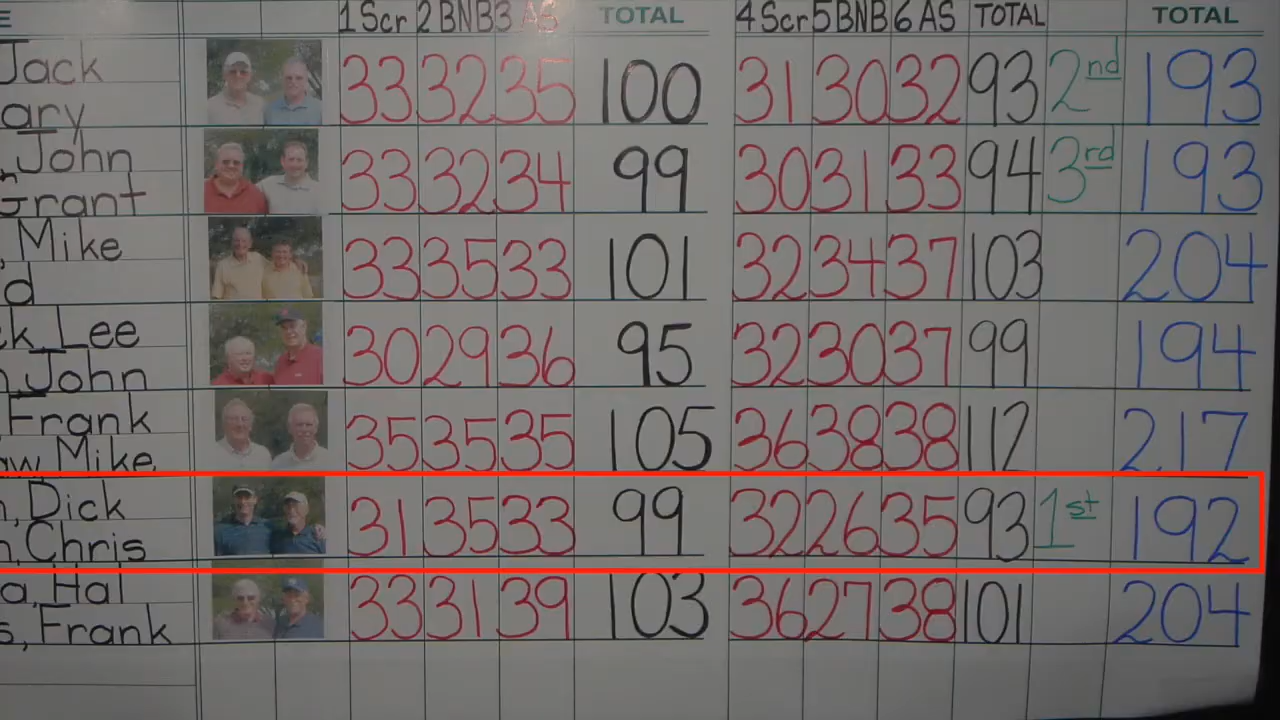 E 1 Scr 2 BNB 3 AS TOTAL 4 Scr 5 BNB 6 AS TOTAL TOTAL
Jack
ary
33 32 35 100 31 30 32 93 2nd 193
John
Grant
33 32 34 99 30 31 33 94 3rd 193
, Mike
d
33 35 33 101 32 34 37 103 204
k, Lee
, John
30 29 36 95 32 30 37 99 194
Frank
aw, Mike
35 35 35 105 36 38 38 112 217
n, Dick
n, Chris
31 35 33 99 32 26 35 93 1st 192
a, Hal
s, Frank
33 31 39 103 36 27 38 101 204